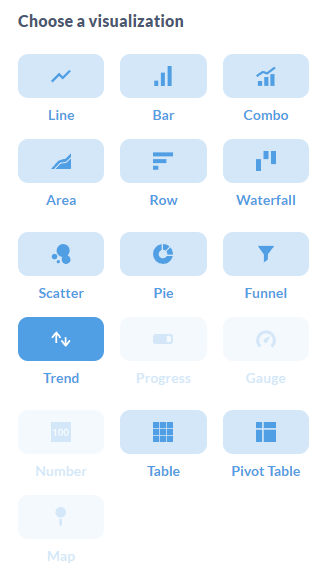 Choose a visualization
Line
Bar
Combo
Area
Row
Waterfall
Scatter
Pie
Funnel
Trend
Progress
Gauge
100
Number
Table
Pivot Table
Map